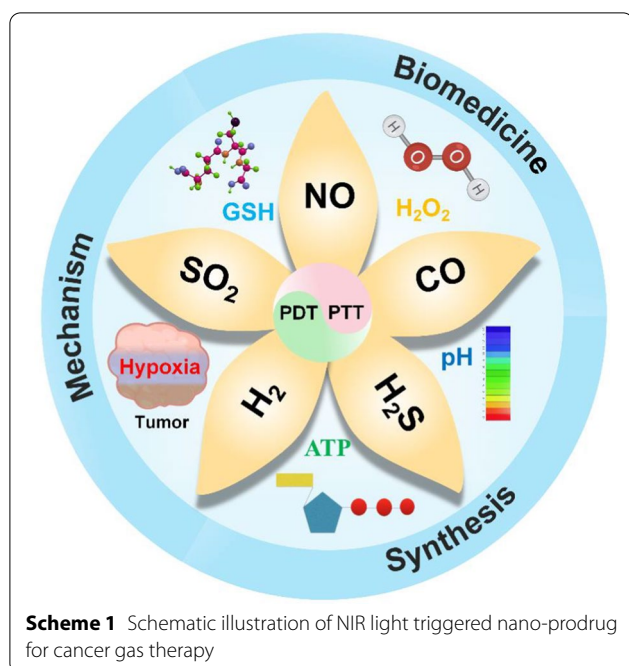 Biomedicine
Mechanism
Synthesis
NO
GSH
H₂O₂
SO₂
CO
PDT PTT
Hypoxia
Tumor
pH
H₂
H₂S
ATP
H
O O
H
Scheme 1 Schematic illustration of NIR light triggered nano-prodrug
for cancer gas therapy